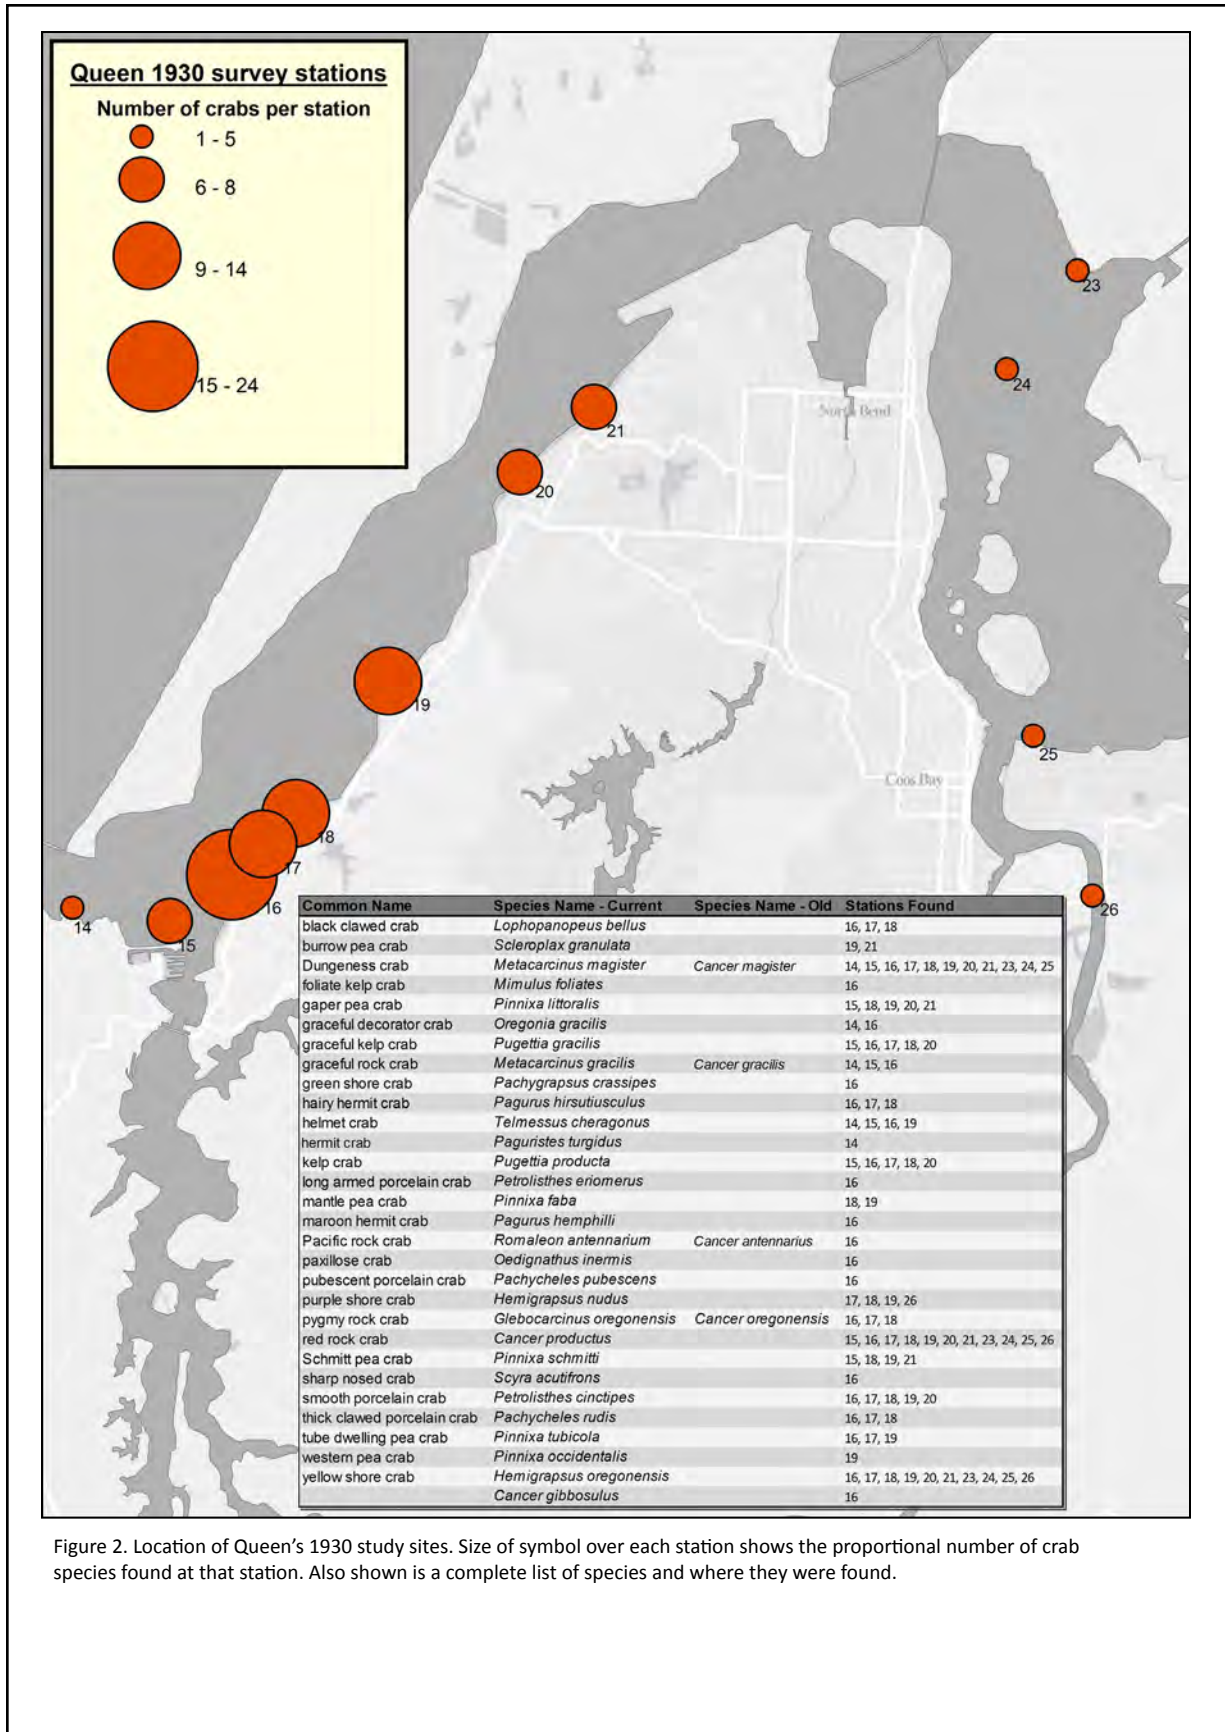 Queen 1930 survey stations
Number of crabs per station
1 - 5
6 - 8
9 - 14
15 - 24
23
24
North Bend
21
20
19
25
Coos Bay
18
17
16
14
15
26
Common Name Species Name - Current Species Name - Old Stations Found
black clawed crab Lophopanopeus bellus 16, 17, 18
burrow pea crab Scleroplax granulata 19, 21
Dungeness crab Metacarcinus magister Cancer magister 14, 15, 16, 17, 18, 19, 20, 21, 23, 24, 25
foliate kelp crab Mimulus foliates 16
gaper pea crab Pinnixa littoralis 15, 18, 19, 20, 21
graceful decorator crab Oregonia gracilis 14, 16
graceful kelp crab Pugettia gracilis 15, 16, 17, 18, 20
graceful rock crab Metacarcinus gracilis Cancer gracilis 14, 15, 16
green shore crab Pachygrapsus crassipes 16
hairy hermit crab Pagurus hirsutiusculus 16, 17, 18
helmet crab Telmessus cheragonus 14, 15, 16, 19
hermit crab Paguristes turgidus 14
kelp crab Pugettia producta 15, 16, 17, 18, 20
long armed porcelain crab Petrolisthes eriomerus 16
mantle pea crab Pinnixa faba 18, 19
maroon hermit crab Pagurus hemphilli 16
Pacific rock crab Romaleon antennarium Cancer antennarius 16
paxillose crab Oedignathus inermis 16
pubescent porcelain crab Pachycheles pubescens 16
purple shore crab Hemigrapsus nudus 17, 18, 19, 26
pygmy rock crab Glebocarcinus oregonensis Cancer oregonensis 16, 17, 18
red rock crab Cancer productus 15, 16, 17, 18, 19, 20, 21, 23, 24, 25, 26
Schmitt pea crab Pinnixa schmitti 15, 18, 19, 21
sharp nosed crab Scyra acutifrons 16
smooth porcelain crab Petrolisthes cinctipes 16, 17, 18, 19, 20
thick clawed porcelain crab Pachycheles rudis 16, 17, 18
tube dwelling pea crab Pinnixa tubicola 16, 17, 19
western pea crab Pinnixa occidentalis 19
yellow shore crab Hemigrapsus oregonensis 16, 17, 18, 19, 20, 21, 23, 24, 25, 26
Cancer gibbosulus 16
Figure 2. Location of Queen’s 1930 study sites. Size of symbol over each station shows the proportional number of crab
species found at that station. Also shown is a complete list of species and where they were found.